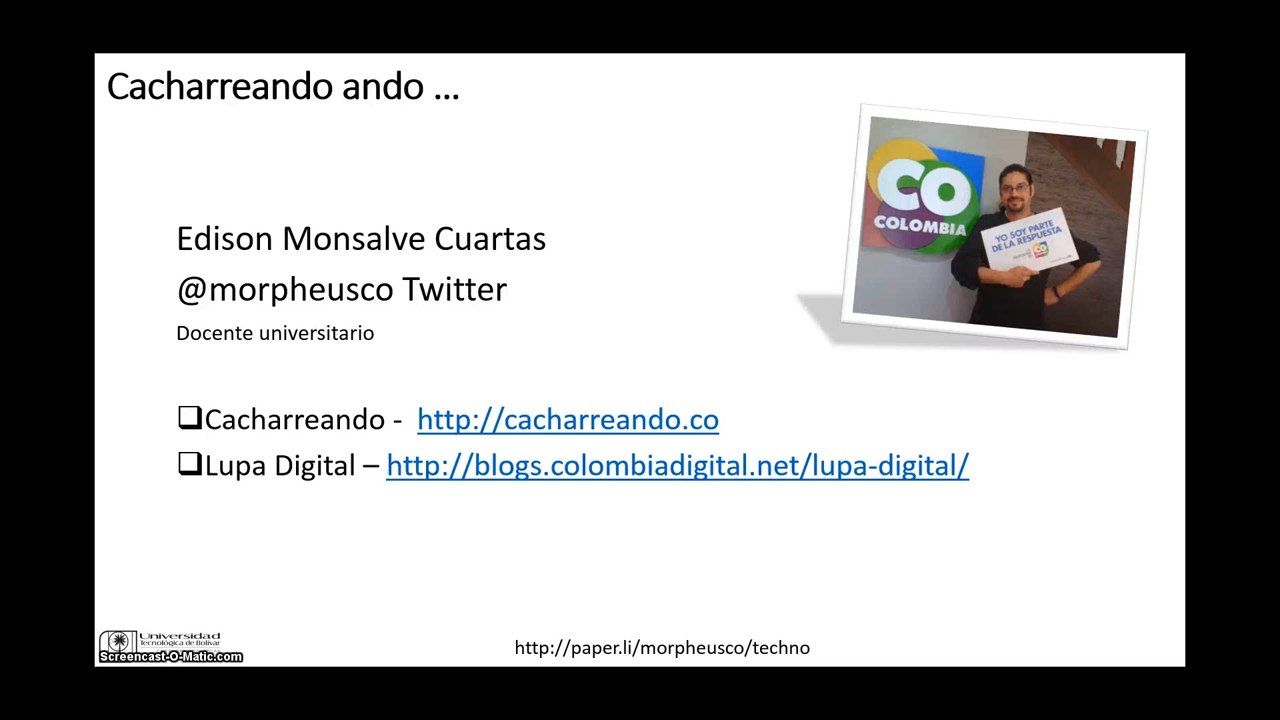 Cacharreando ando ...
CO
COLOMBIA
YO SOY PARTE
DE LA RESPUESTA
CO
Edison Monsalve Cuartas
@morpheusco Twitter
Docente universitario
Cacharreando - http://cacharreando.co
Lupa Digital – http://blogs.colombiadigital.net/lupa-digital/
Universidad
Tecnológica de Bolívar
Screencast-O-Matic.com
http://paper.li/morpheusco/techno